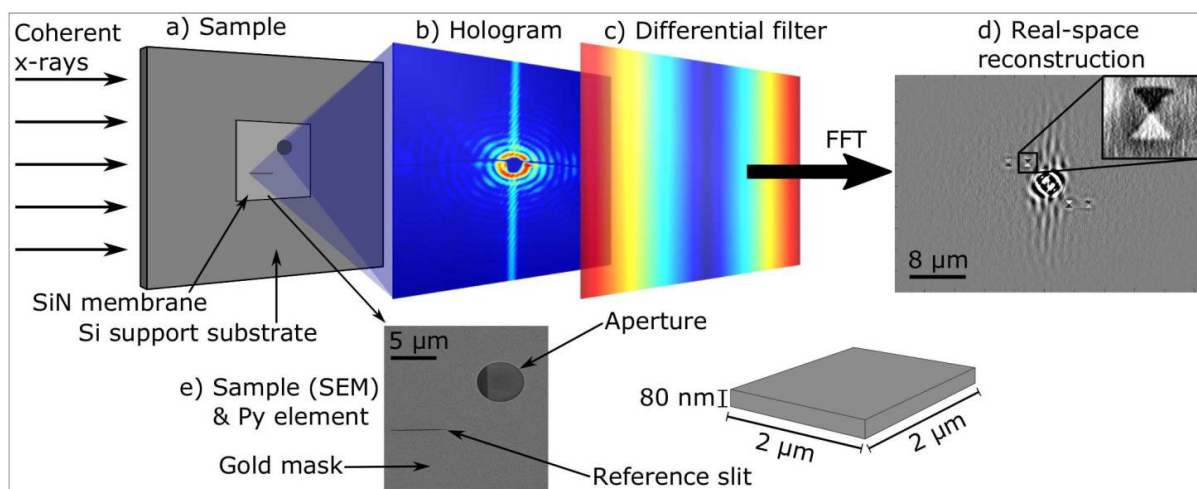 Coherent
x-rays
a) Sample
b) Hologram
c) Differential filter
d) Real-space
reconstruction
FFT
8 µm
SiN membrane
Si support substrate
5 µm
Aperture
e) Sample (SEM)
& Py element
Gold mask
Reference slit
80 nm
2 µm
2 µm